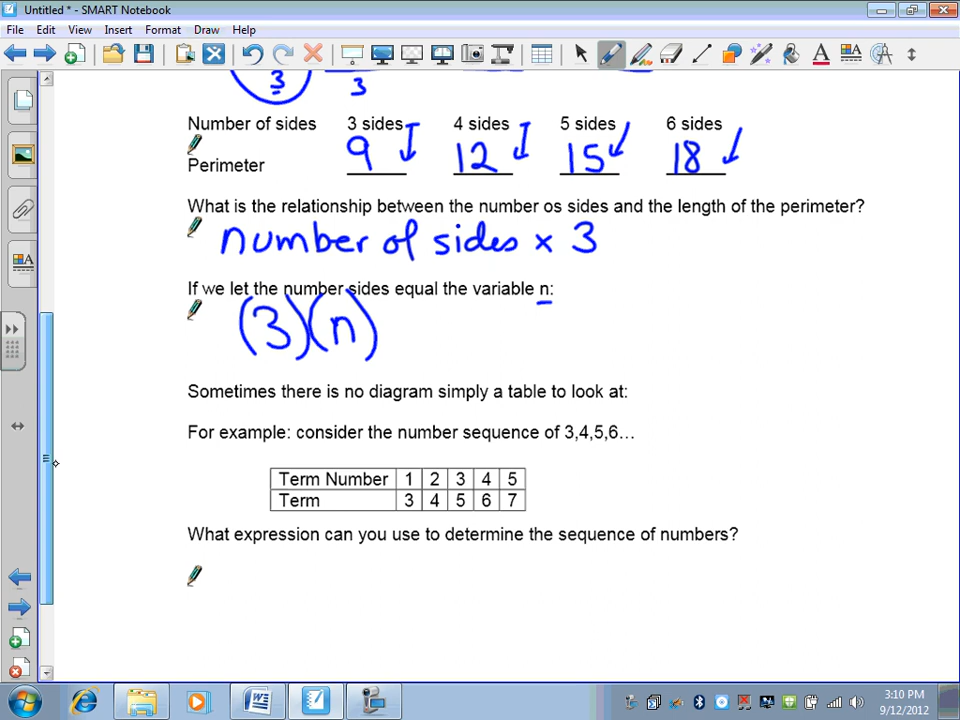 Untitled * - SMART Notebook
File Edit View Insert Format Draw Help
3 3
Number of sides 3 sides 4 sides 5 sides 6 sides
9 12 15 18
Perimeter
What is the relationship between the number os sides and the length of the perimeter?
number of sides x 3
If we let the number sides equal the variable n:
(3)(n)
Sometimes there is no diagram simply a table to look at:
For example: consider the number sequence of 3,4,5,6…
Term Number 1 2 3 4 5
Term 3 4 5 6 7
What expression can you use to determine the sequence of numbers?
3:10 PM
9/12/2012